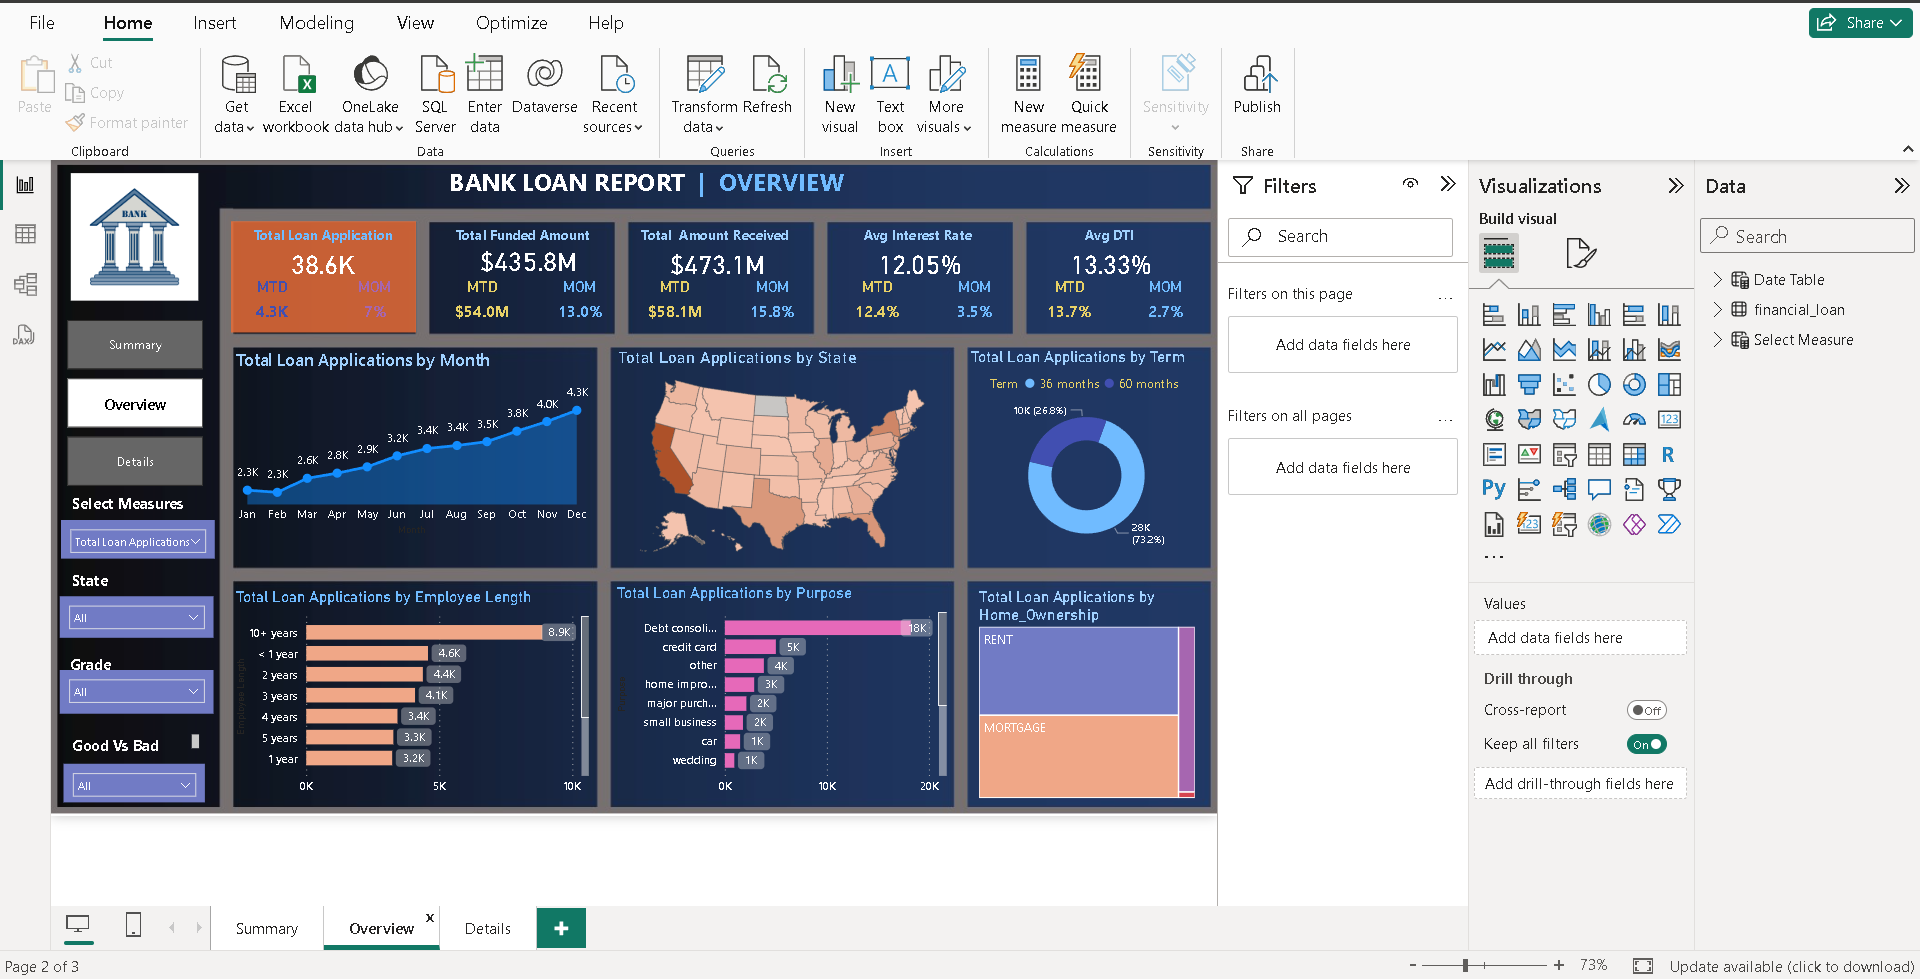 File Home Insert Modeling View Optimize Help
Share
Paste
Cut
Copy
Format painter
Clipboard
Get data
Excel workbook
OneLake data hub
SQL Server
Enter data
Dataverse
Recent sources
Data
Transform data
Refresh
Queries
New visual
Text box
More visuals
Insert
New measure
Quick measure
Calculations
Sensitivity
Sensitivity
Publish
Share
BANK
BANK LOAN REPORT | OVERVIEW
Summary
Overview
Details
Select Measures
Total Loan Applications
State
All
Grade
All
Good Vs Bad
All
Total Loan Application
38.6K
MTD MOM
4.3K 7%
Total Funded Amount
$435.8M
MTD MOM
$54.0M 13.0%
Total Amount Received
$473.1M
MTD MOM
$58.1M 15.8%
Avg Interest Rate
12.05%
MTD MOM
12.4% 3.5%
Avg DTI
13.33%
MTD MOM
13.7% 2.7%
Total Loan Applications by Month
2.3K 2.3K 2.6K 2.8K 2.9K 3.2K 3.4K 3.4K 3.5K 3.8K 4.0K 4.3K
Jan Feb Mar Apr May Jun Jul Aug Sep Oct Nov Dec
Total Loan Applications by State
Total Loan Applications by Term
Term 36 months 60 months
10K (26.8%)
28K
(73.2%)
Total Loan Applications by Employee Length
Employee Length
10+ years 8.9K
< 1 year 4.6K
2 years 4.4K
3 years 4.1K
4 years 3.4K
5 years 3.3K
1 year 3.2K
0K 5K 10K
Total Loan Applications by Purpose
Debt consoli... 18K
credit card 5K
other 4K
home impro... 3K
major purch... 2K
small business 2K
car 1K
wedding 1K
0K 10K 20K
Total Loan Applications by
Home_Ownership
RENT
MORTGAGE
Filters
Search
Filters on this page ...
Add data fields here
Filters on all pages ...
Add data fields here
Visualizations
Build visual
123
R
Py
123
...
Values
Add data fields here
Drill through
Cross-report Off
Keep all filters On
Add drill-through fields here
Data
Search
Date Table
financial_loan
Select Measure
DAX
Summary Overview x Details +
Page 2 of 3
- + 73%
Update available (click to download)